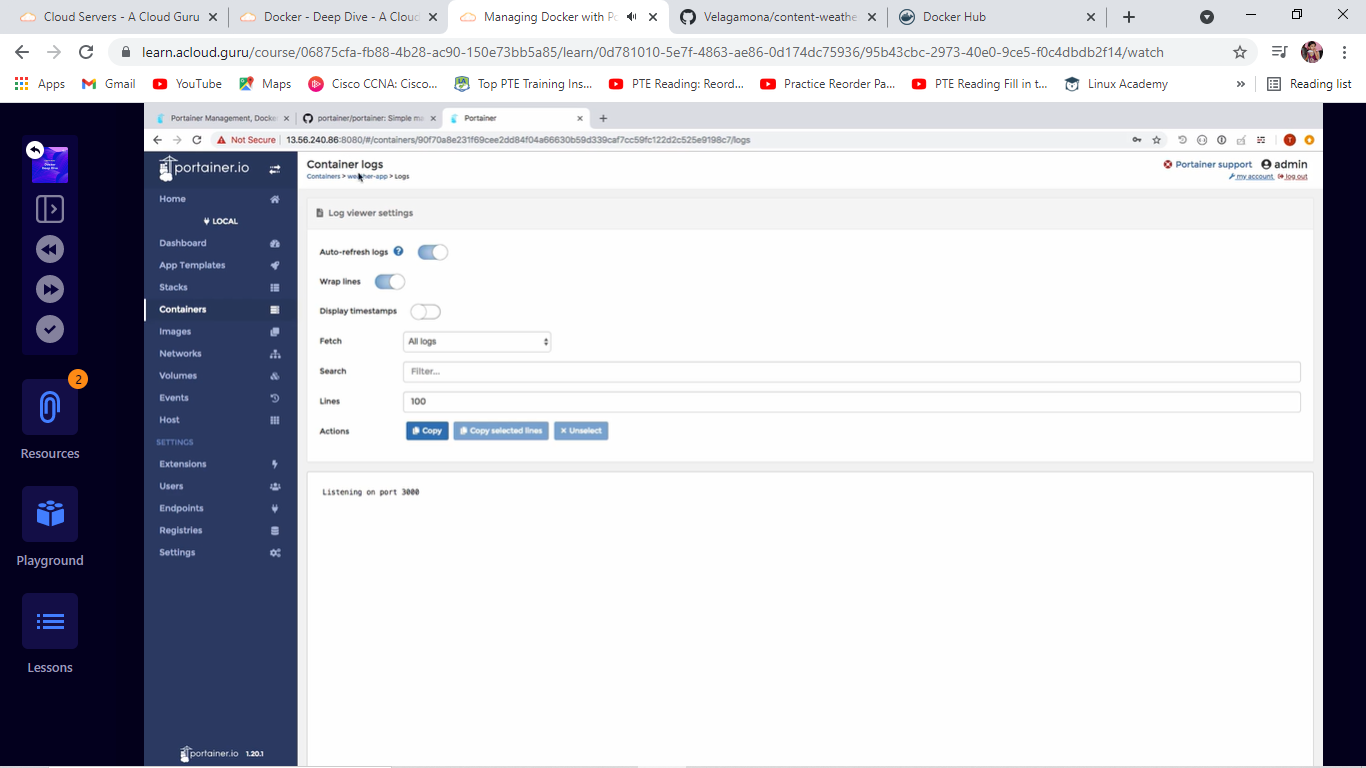 Cloud Servers - A Cloud Guru
Docker - Deep Dive - A Cloud
Managing Docker with Po
Velagamona/content-weathe
Docker Hub
learn.acloud.guru/course/06875cfa-fb88-4b28-ac90-150e73bb5a85/learn/0d781010-5e7f-4863-ae86-0d174dc75936/95b43cbc-2973-40e0-9ce5-f0c4dbdb2f14/watch
Apps
Gmail
YouTube
Maps
Cisco CCNA: Cisco...
Top PTE Training Ins...
PTE Reading: Reord...
Practice Reorder Pa...
PTE Reading Fill in t...
Linux Academy
»
Reading list
Portainer Management, Docke
portainer/portainer: Simple ma
Portainer
Not Secure
13.56.240.86:8080/#/containers/90f70a8e231f69cee2dd84f04a66630b59d339caf7cc59fc122d2c525e9198c7/logs
portainer.io
Container logs
Containers > weather-app > Logs
Portainer support
admin
my account
log out
Home
LOCAL
Dashboard
App Templates
Stacks
Containers
Images
Networks
Volumes
Events
Host
SETTINGS
Extensions
Users
Endpoints
Registries
Settings
portainer.io 1.20.1
Log viewer settings
Auto-refresh logs
Wrap lines
Display timestamps
Fetch
All logs
Search
Filter...
Lines
100
Actions
Copy
Copy selected lines
Unselect
Listening on port 3000
2
Resources
Playground
Lessons